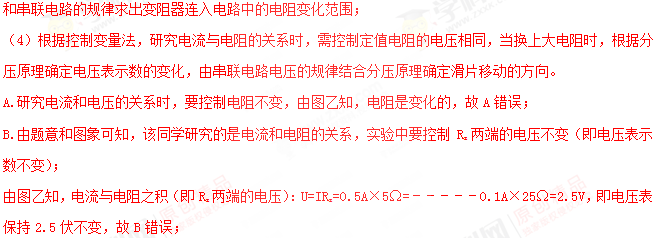 和串联电路的规律求出变阻器连入电路中的电阻变化范围；
（4）根据控制变量法，研究电流与电阻的关系时，需控制定值电阻的电压相同，当换上大电阻时，根据分
压原理确定电压表示数的变化，由串联电路电压的规律结合分压原理确定滑片移动的方向。
A.研究电流和电压的关系时，要控制电阻不变，由图乙知，电阻是变化的，故 A 错误；
B.由题意和图象可知，该同学研究的是电流和电阻的关系，实验中要控制 Rx 两端的电压不变（即电压表示
数不变）；
由图乙知，电流与电阻之积（即 Rx 两端的电压）：U=IRx=0.5A×5Ω=－－－－－0.1A×25Ω=2.5V，即电压表
保持 2.5 伏不变，故 B 错误；